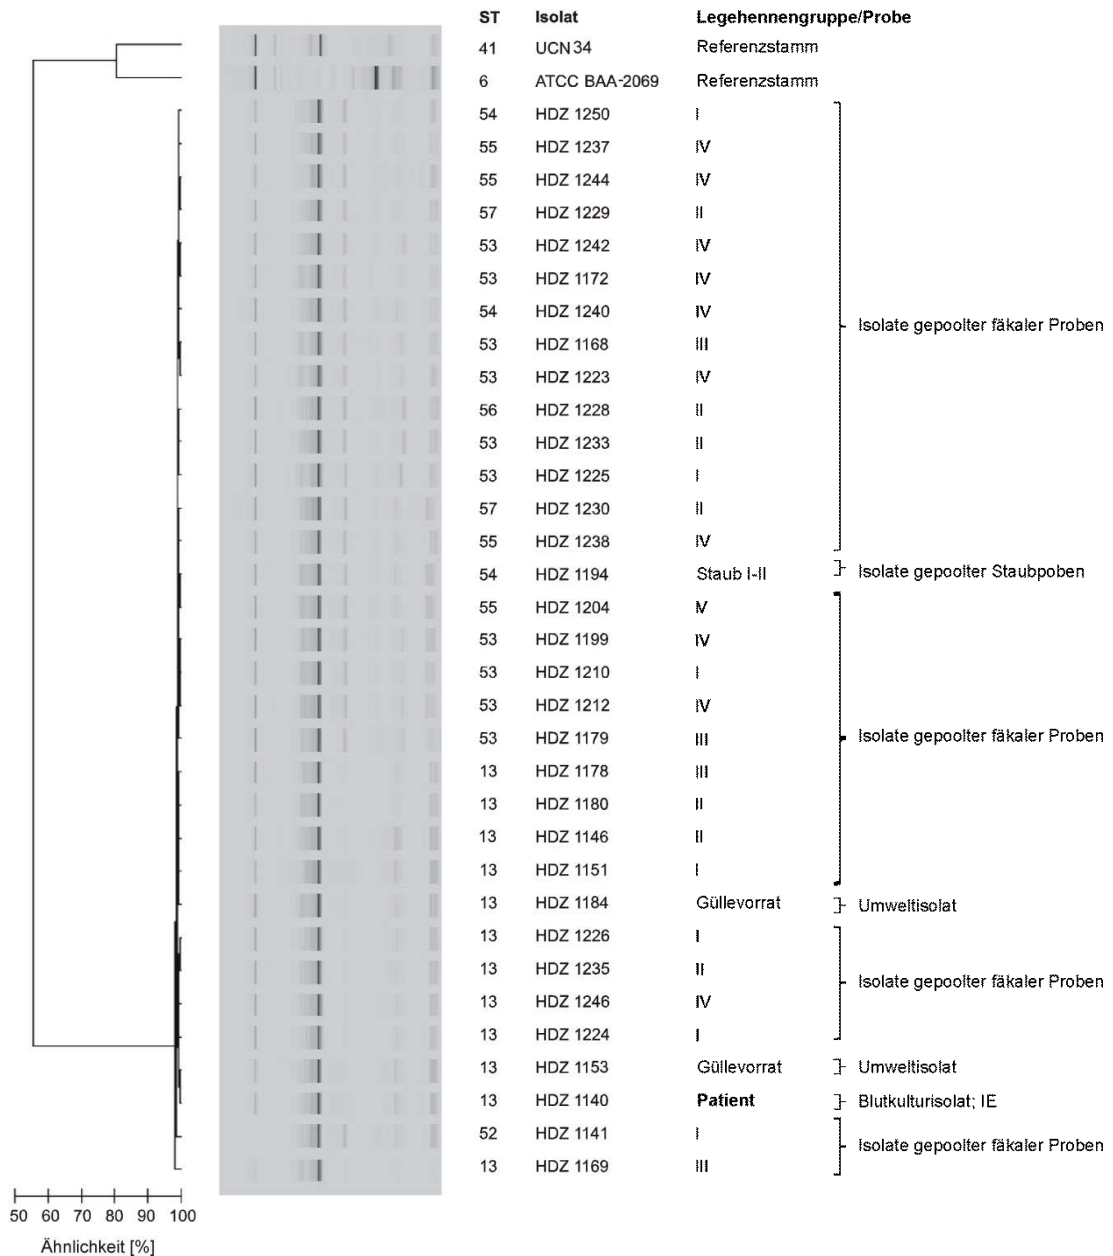 ST Isolat Legehennengruppe/Probe
41 UCN 34 Referenzstamm
6 ATCC BAA-2069 Referenzstamm
54 HDZ 1250 I
55 HDZ 1237 IV
55 HDZ 1244 IV
57 HDZ 1229 II
53 HDZ 1242 IV
53 HDZ 1172 IV
54 HDZ 1240 IV
Isolate gepoolter fäkaler Proben
53 HDZ 1168 III
53 HDZ 1223 IV
56 HDZ 1228 II
53 HDZ 1233 II
53 HDZ 1225 I
57 HDZ 1230 II
55 HDZ 1238 IV
54 HDZ 1194 Staub I-II Isolate gepoolter Staubpoben
55 HDZ 1204 IV
53 HDZ 1199 IV
53 HDZ 1210 I
53 HDZ 1212 IV
53 HDZ 1179 III Isolate gepoolter fäkaler Proben
13 HDZ 1178 III
13 HDZ 1180 II
13 HDZ 1146 II
13 HDZ 1151 I
13 HDZ 1184 Güllevorrat Umweltisolat
13 HDZ 1226 I
13 HDZ 1235 II
Isolate gepoolter fäkaler Proben
13 HDZ 1246 IV
13 HDZ 1224 I
13 HDZ 1153 Güllevorrat Umweltisolat
13 HDZ 1140 Patient Blutkulturisolat; IE
52 HDZ 1141 I
Isolate gepoolter fäkaler Proben
13 HDZ 1169 III
50 60 70 80 90 100
Ähnlichkeit [%]